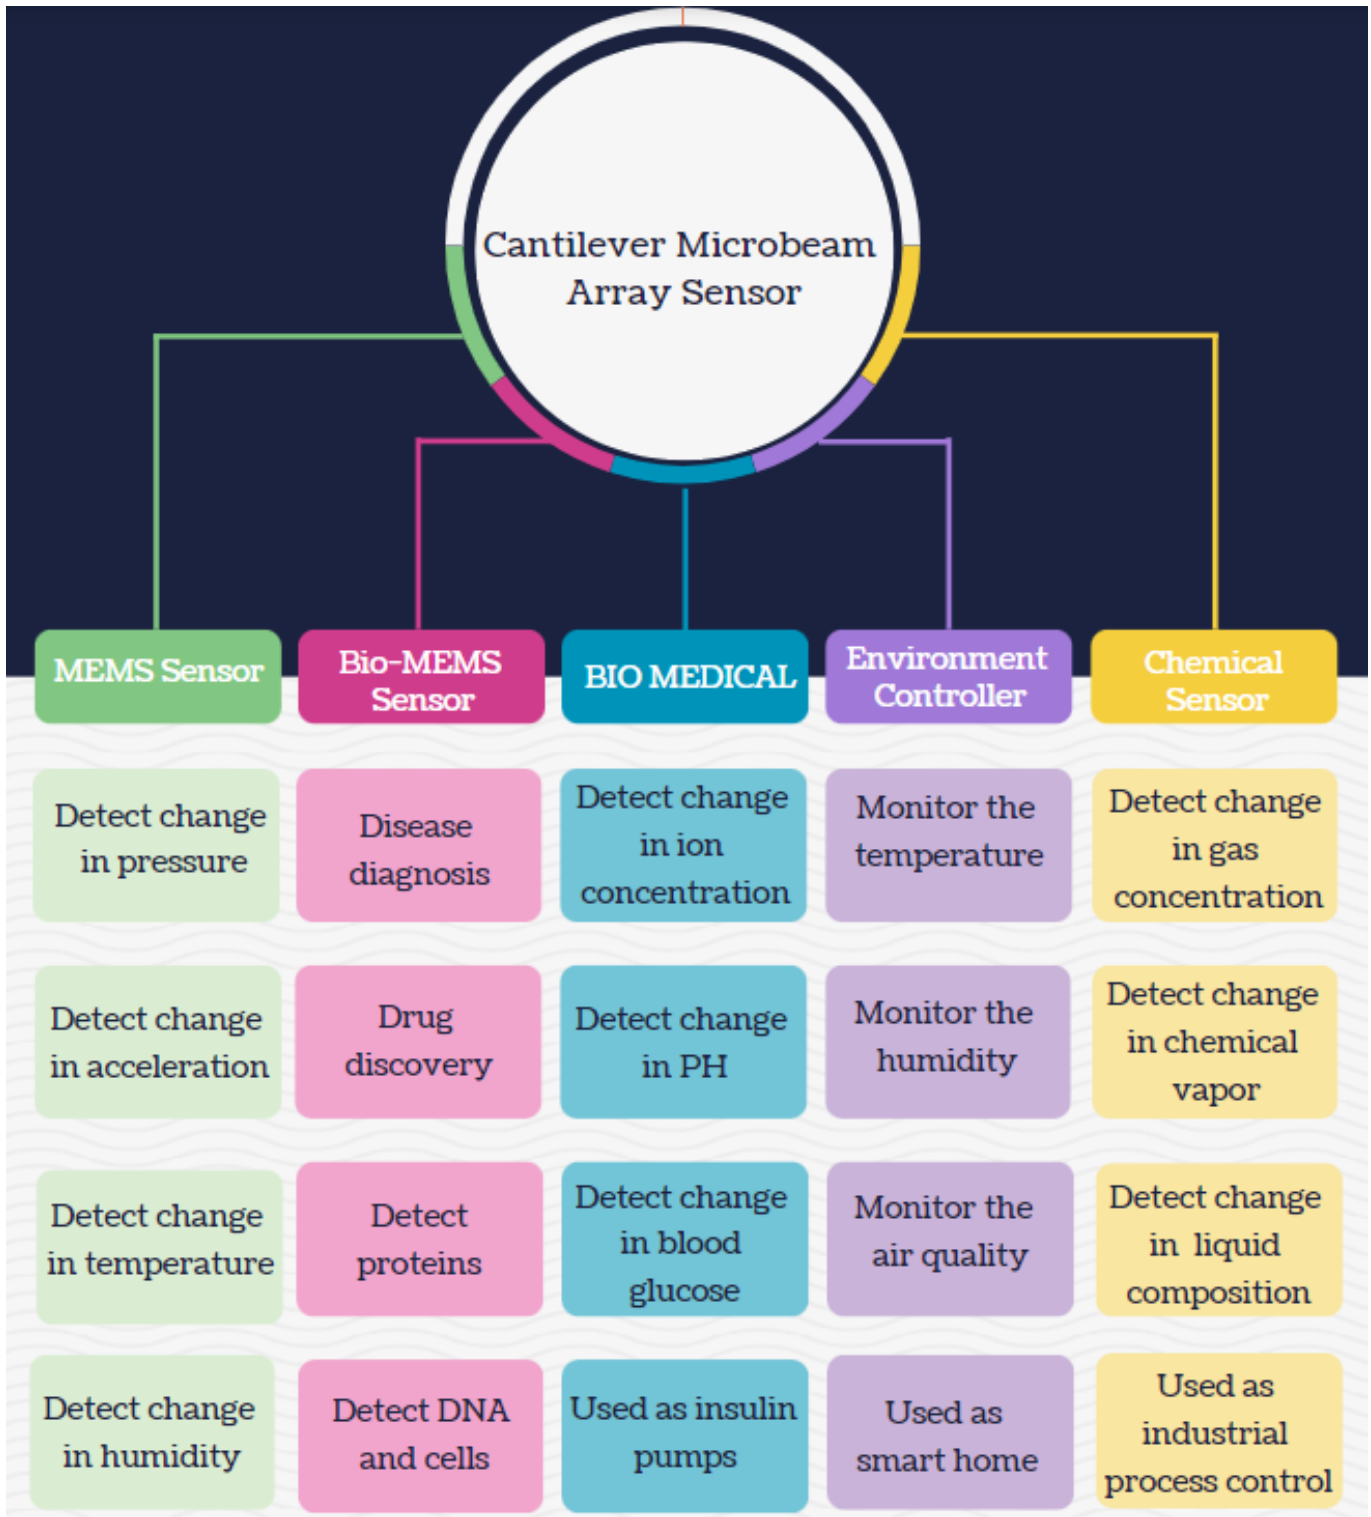 Cantilever Microbeam
Array Sensor
MEMS Sensor
Bio-MEMS
Sensor
BIO MEDICAL
Environment
Controller
Chemical
Sensor
Detect change
in pressure
Disease
diagnosis
Detect change
in ion
concentration
Monitor the
temperature
Detect change
in gas
concentration
Detect change
in acceleration
Drug
discovery
Detect change
in PH
Monitor the
humidity
Detect change
in chemical
vapor
Detect change
in temperature
Detect
proteins
Detect change
in blood
glucose
Monitor the
air quality
Detect change
in liquid
composition
Detect change
in humidity
Detect DNA
and cells
Used as insulin
pumps
Used as
smart home
Used as
industrial
process control